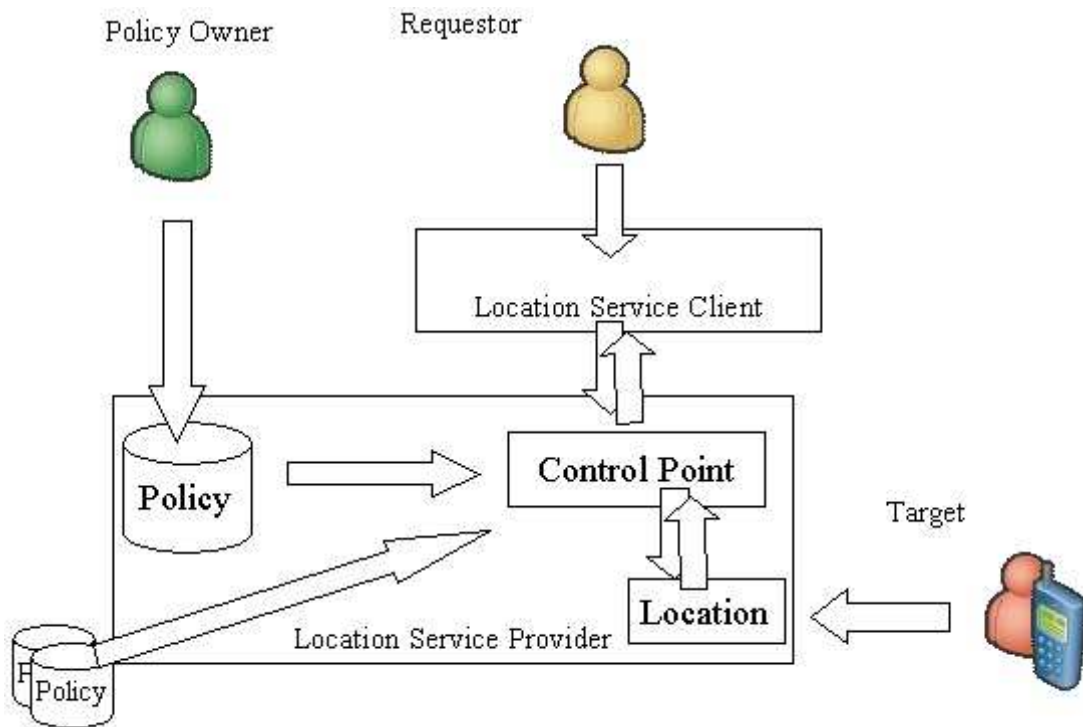 Policy Owner
Requestor
Location Service Client
Policy
Control Point
Target
Location
Location Service Provider
Policy